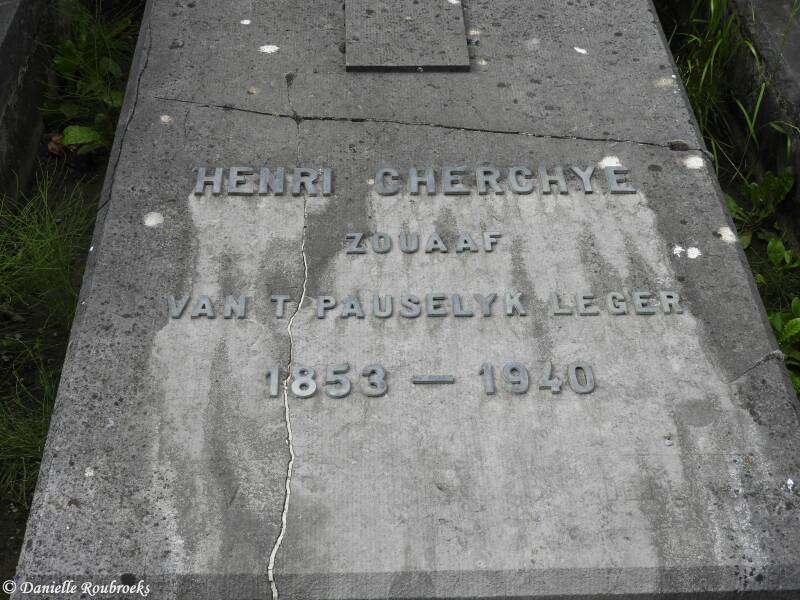 HENRI CHERCHYE
ZOUAAF
VAN T PAUSELYK LEGER
1853 — 1940
© Danielle Roubroeks